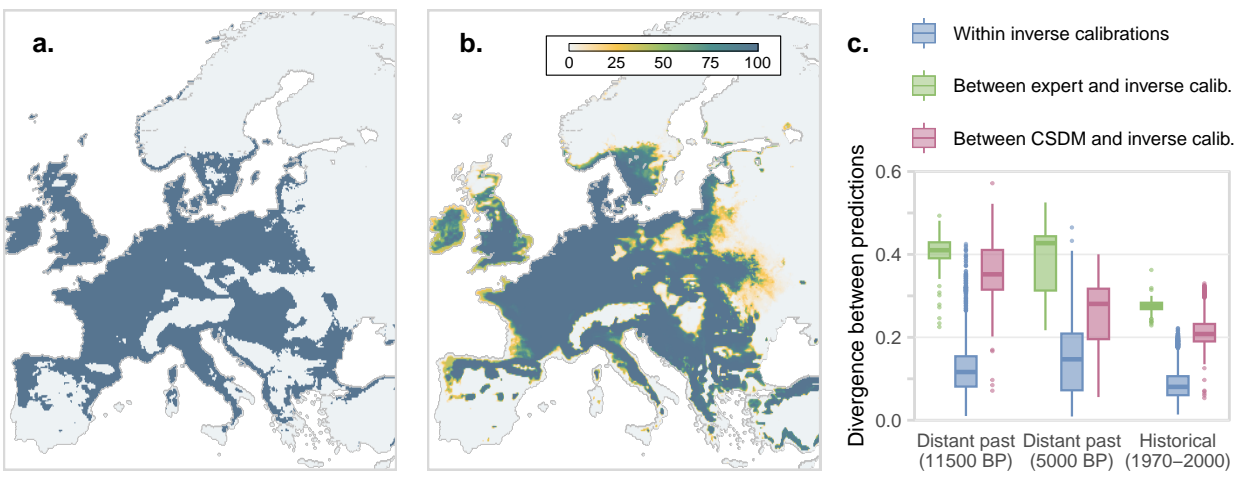 a.
b.
0 25 50 75 100
c.
Within inverse calibrations
Between expert and inverse calib.
Between CSDM and inverse calib.
Divergence between predictions
0.6
0.4
0.2
0.0
Distant past
(11500 BP)
Distant past
(5000 BP)
Historical
(1970−2000)